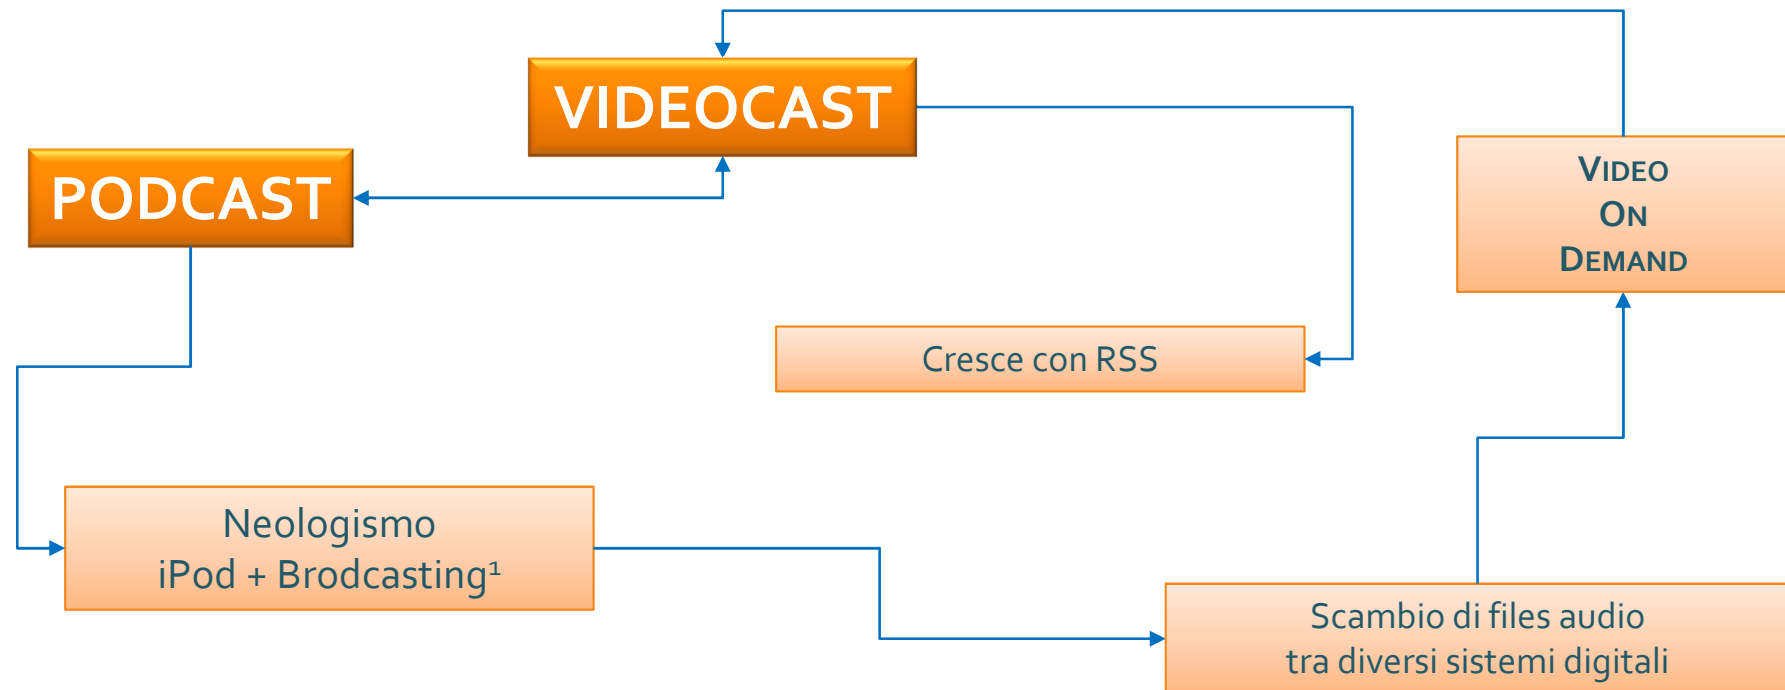 VIDEOCAST
PODCAST
VIDEO
ON
DEMAND
Cresce con RSS
Neologismo
iPod + Brodcasting¹
Scambio di files audio
tra diversi sistemi digitali